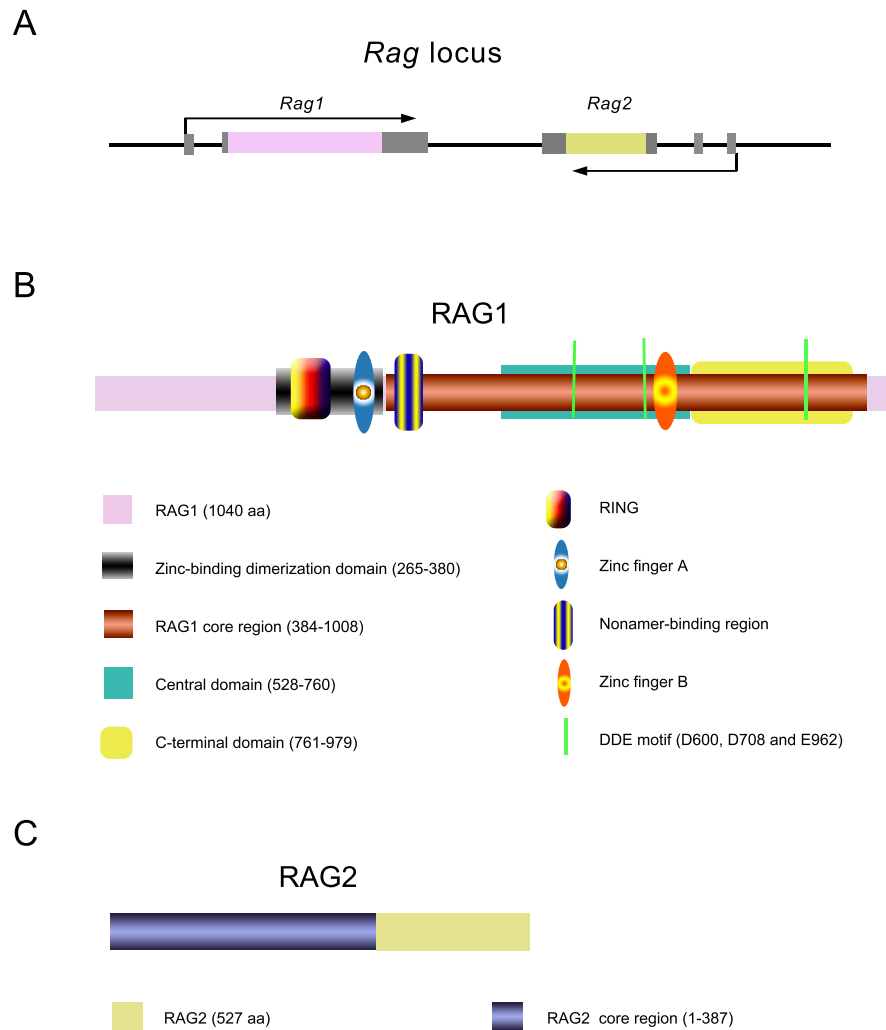 A
Rag locus
Rag1
Rag2
B
RAG1
RAG1 (1040 aa)
Zinc-binding dimerization domain (265-380)
RAG1 core region (384-1008)
Central domain (528-760)
C-terminal domain (761-979)
RING
Zinc finger A
Nonamer-binding region
Zinc finger B
DDE motif (D600, D708 and E962)
C
RAG2
RAG2 (527 aa)
RAG2 core region (1-387)